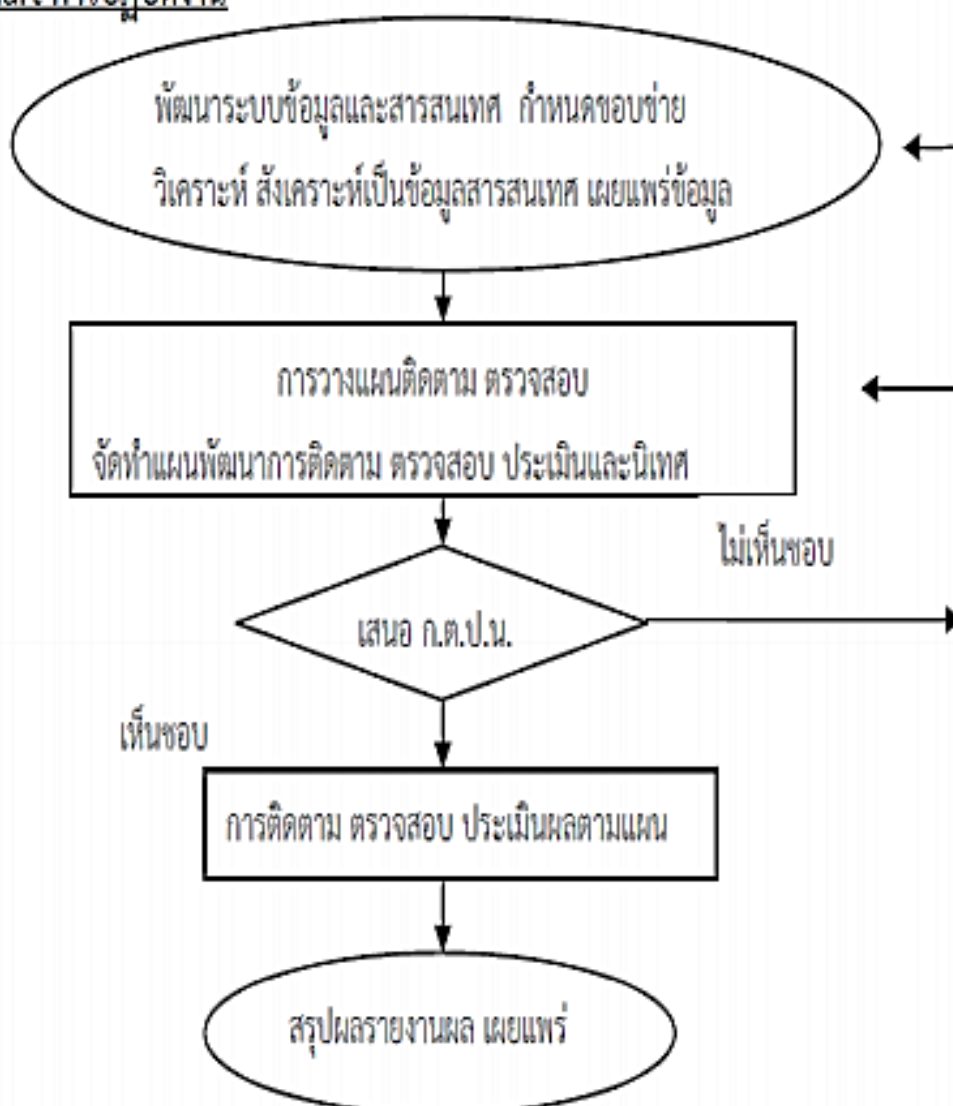 พัฒนาระบบข้อมูลและสารสนเทศ กำหนดขอบข่าย
วิเคราะห์ สังเคราะห์เป็นข้อมูลสารสนเทศ เผยแพร่ข้อมูล
การวางแผนติดตาม ตรวจสอบ
จัดทำแผนพัฒนาการติดตาม ตรวจสอบ ประเมินและนิเทศ
ไม่เห็นชอบ
เสนอ ก.ต.ป.น.
เห็นชอบ
การติดตาม ตรวจสอบ ประเมินผลตามแผน
สรุปผลรายงานผล เผยแพร่